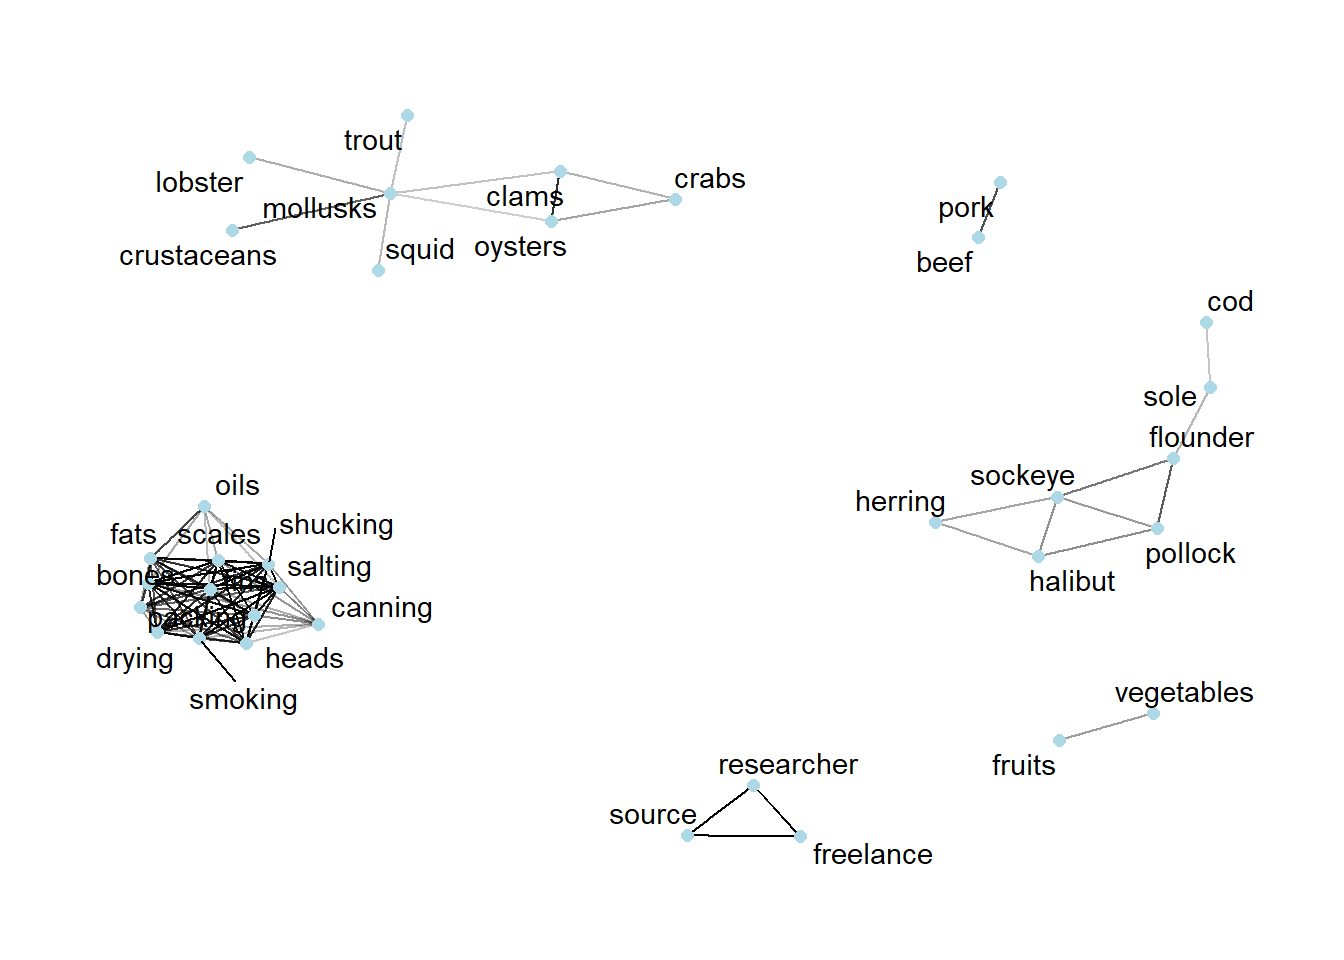 trout
lobster
mollusks
crustaceans
squid
clams
oysters
crabs
pork
beef
cod
sole
flounder
sockeye
herring
halibut
pollock
oils
fats
scales
shucking
bones
salting
packing
canning
drying
heads
smoking
vegetables
fruits
researcher
source
freelance